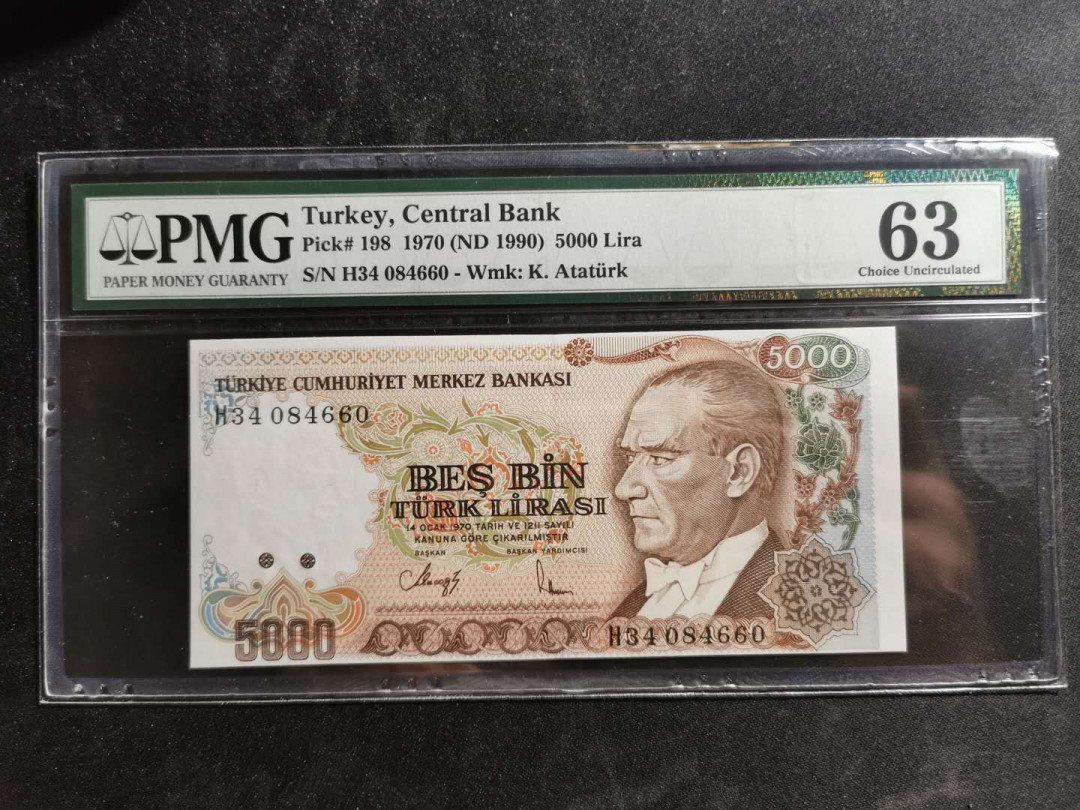 PMG
PAPER MONEY GUARANTY
Turkey, Central Bank
Pick# 198 1970 (ND 1990) 5000 Lira
S/N H34 084660 - Wmk: K. Atatürk
63
Choice Uncirculated
5000
TÜRKİYE CUMHURİYET MERKEZ BANKASI
H34 084660
BEŞ BİN
TÜRK LİRASI
14 OCAK 1970 TARİH VE 1211 SAYILI
KANUNA GÖRE ÇIKARILMIŞTIR
BAŞKAN BAŞKAN YARDIMCISI
5000
H34 084660